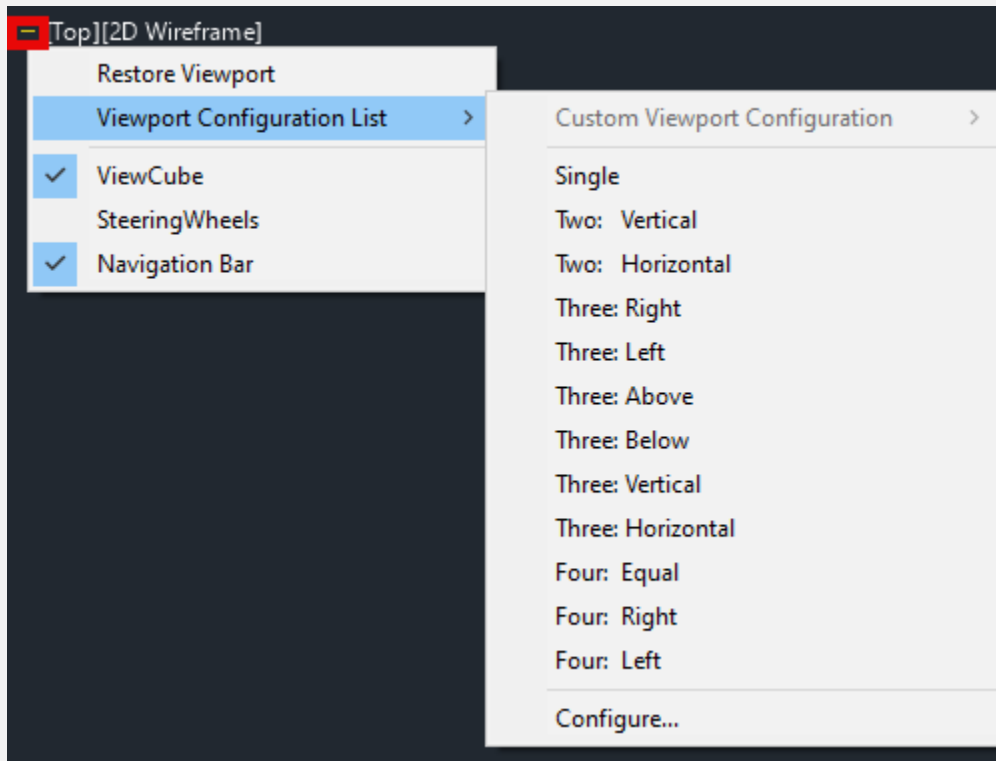 [Top][2D Wireframe]
Restore Viewport
Viewport Configuration List
ViewCube
SteeringWheels
Navigation Bar
Custom Viewport Configuration
Single
Two: Vertical
Two: Horizontal
Three: Right
Three: Left
Three: Above
Three: Below
Three: Vertical
Three: Horizontal
Four: Equal
Four: Right
Four: Left
Configure...